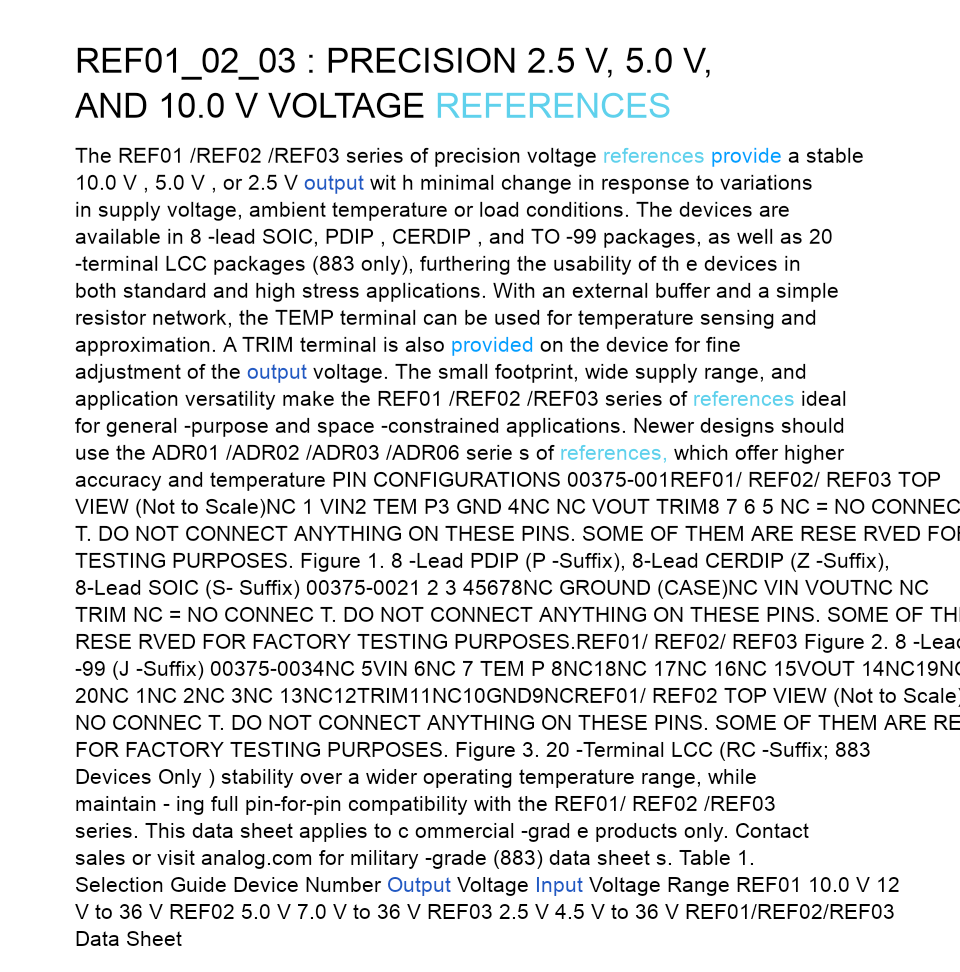 REF01_02_03 : PRECISION 2.5 V, 5.0 V,
AND 10.0 V VOLTAGE REFERENCES
The REF01 /REF02 /REF03 series of precision voltage references provide a stable
10.0 V , 5.0 V , or 2.5 V output wit h minimal change in response to variations
in supply voltage, ambient temperature or load conditions. The devices are
available in 8 -lead SOIC, PDIP , CERDIP , and TO -99 packages, as well as 20
-terminal LCC packages (883 only), furthering the usability of th e devices in
both standard and high stress applications. With an external buffer and a simple
resistor network, the TEMP terminal can be used for temperature sensing and
approximation. A TRIM terminal is also provided on the device for fine
adjustment of the output voltage. The small footprint, wide supply range, and
application versatility make the REF01 /REF02 /REF03 series of references ideal
for general -purpose and space -constrained applications. Newer designs should
use the ADR01 /ADR02 /ADR03 /ADR06 serie s of references, which offer higher
accuracy and temperature PIN CONFIGURATIONS 00375-001REF01/ REF02/ REF03 TOP
VIEW (Not to Scale)NC 1 VIN2 TEM P3 GND 4NC NC VOUT TRIM8 7 6 5 NC = NO CONNEC
T. DO NOT CONNECT ANYTHING ON THESE PINS. SOME OF THEM ARE RESE RVED FOR
TESTING PURPOSES. Figure 1. 8 -Lead PDIP (P -Suffix), 8-Lead CERDIP (Z -Suffix),
8-Lead SOIC (S- Suffix) 00375-0021 2 3 45678NC GROUND (CASE)NC VIN VOUTNC NC
TRIM NC = NO CONNEC T. DO NOT CONNECT ANYTHING ON THESE PINS. SOME OF
RESE RVED FOR FACTORY TESTING PURPOSES.REF01/ REF02/ REF03 Figure 2. 8 -Lead
-99 (J -Suffix) 00375-0034NC 5VIN 6NC 7 TEM P 8NC18NC 17NC 16NC 15VOUT 14NC19NC
20NC 1NC 2NC 3NC 13NC12TRIM11NC10GND9NCREF01/ REF02 TOP VIEW (Not to Scale)
NO CONNEC T. DO NOT CONNECT ANYTHING ON THESE PINS. SOME OF THEM ARE
FOR FACTORY TESTING PURPOSES. Figure 3. 20 -Terminal LCC (RC -Suffix; 883
Devices Only ) stability over a wider operating temperature range, while
maintain - ing full pin-for-pin compatibility with the REF01/ REF02 /REF03
series. This data sheet applies to c ommercial -grad e products only. Contact
sales or visit analog.com for military -grade (883) data sheet s. Table 1.
Selection Guide Device Number Output Voltage Input Voltage Range REF01 10.0 V 12
V to 36 V REF02 5.0 V 7.0 V to 36 V REF03 2.5 V 4.5 V to 36 V REF01/REF02/REF03
Data Sheet